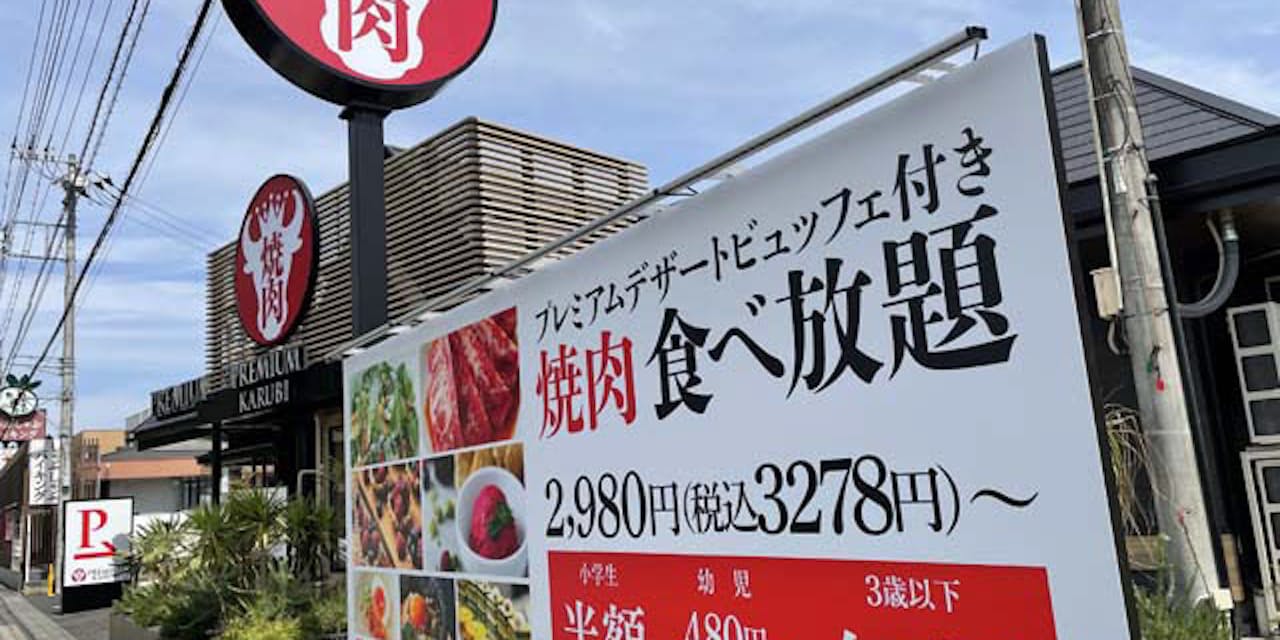 肉
焼肉
PREMIUM
PREMIUM
KARUBI
P
プレミアムデザートビュッフェ付き
焼肉 食べ放題
2,980円(税込3278円)～
小学生 幼児 3歳以下
半額 480円